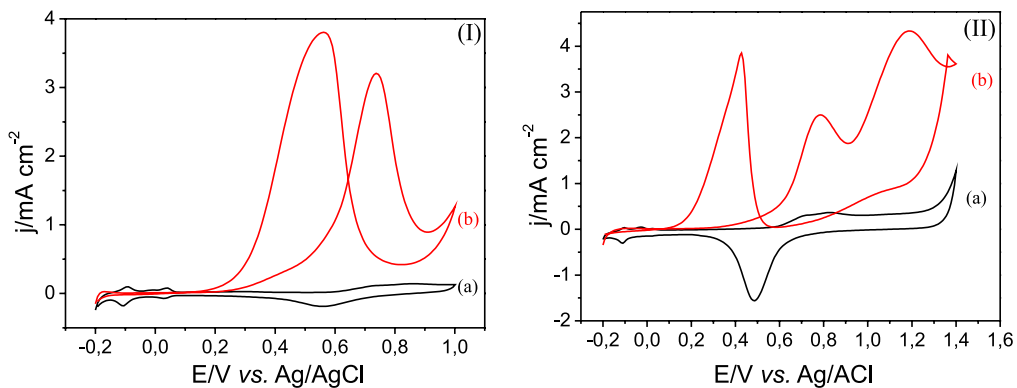 (I)
j/mA cm-2
4
3
2
1
0
(b)
(a)
-0,2 0,0 0,2 0,4 0,6 0,8 1,0
E/V vs. Ag/AgCl
(II)
j/mA cm-2
4
3
2
1
0
-1
-2
(b)
(a)
-0,2 0,0 0,2 0,4 0,6 0,8 1,0 1,2 1,4 1,6
E/V vs. Ag/ACl